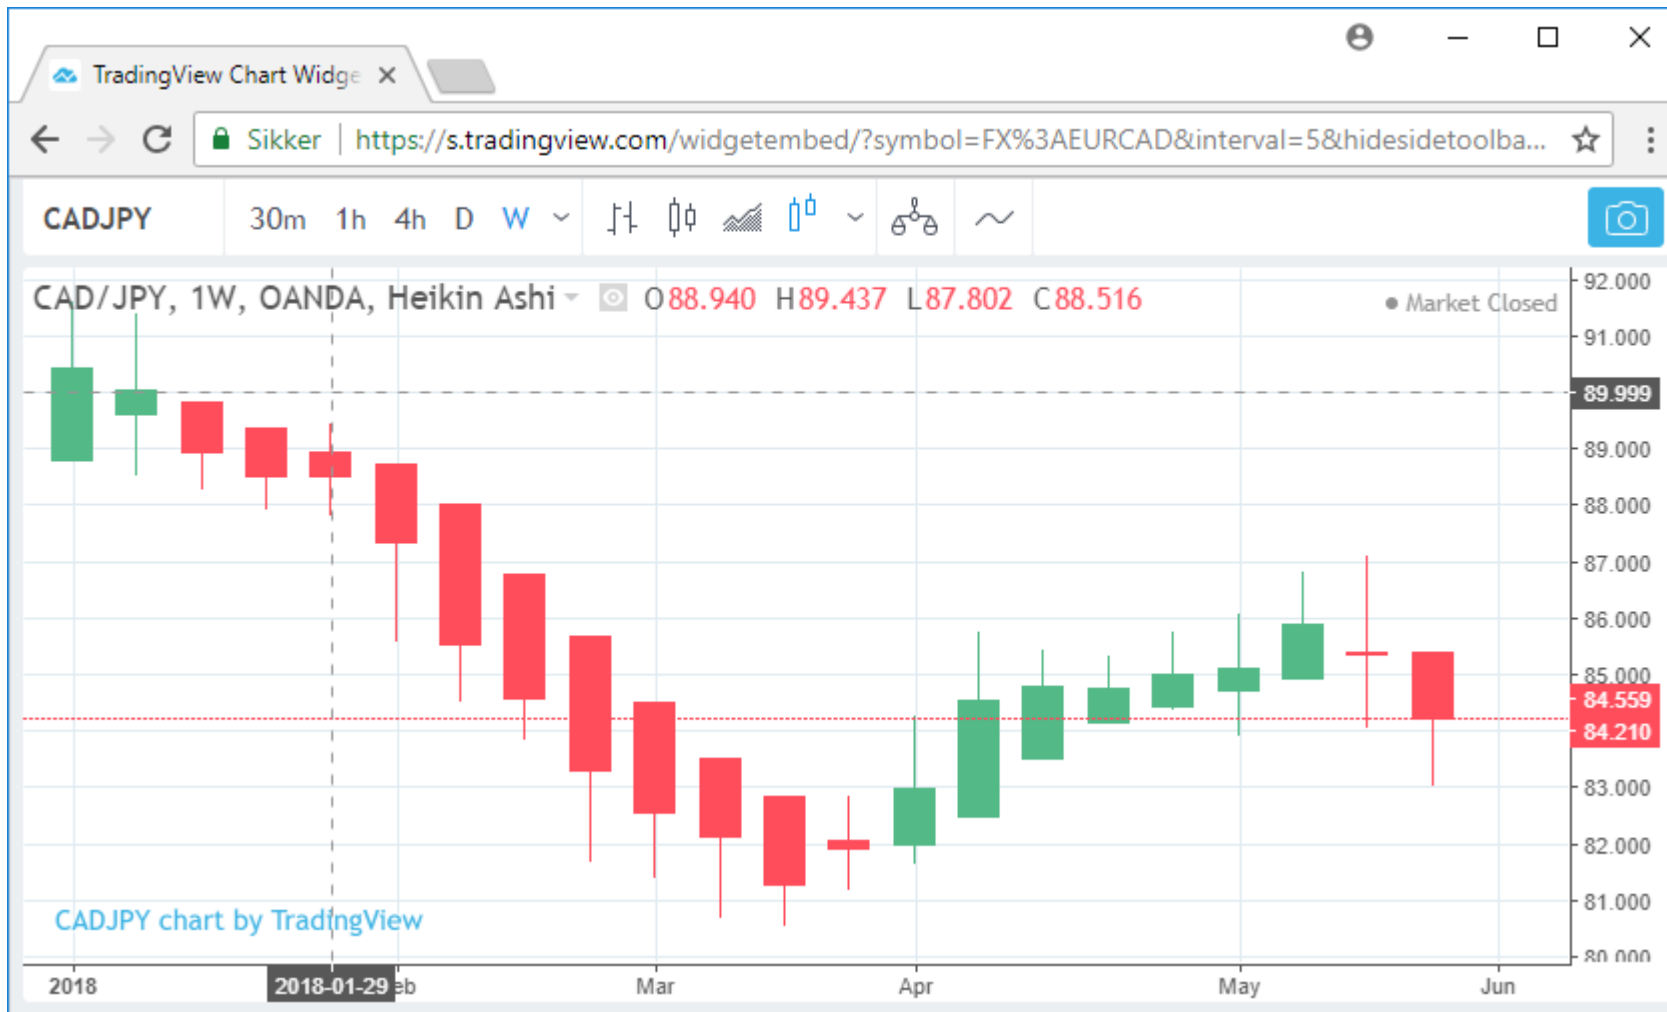 TradingView Chart Widge
Sikker https://s.tradingview.com/widgetembed/?symbol=FX%3AEURCAD&interval=5&hidesidetoolba...
CADJPY 30m 1h 4h D W
CAD/JPY, 1W, OANDA, Heikin Ashi O88.940 H89.437 L87.802 C88.516
Market Closed
92.000
91.000
89.999
89.000
88.000
87.000
86.000
85.000
84.559
84.210
83.000
82.000
81.000
80.000
CADJPY chart by TradingView
2018 2018-01-29 eb Mar Apr May Jun